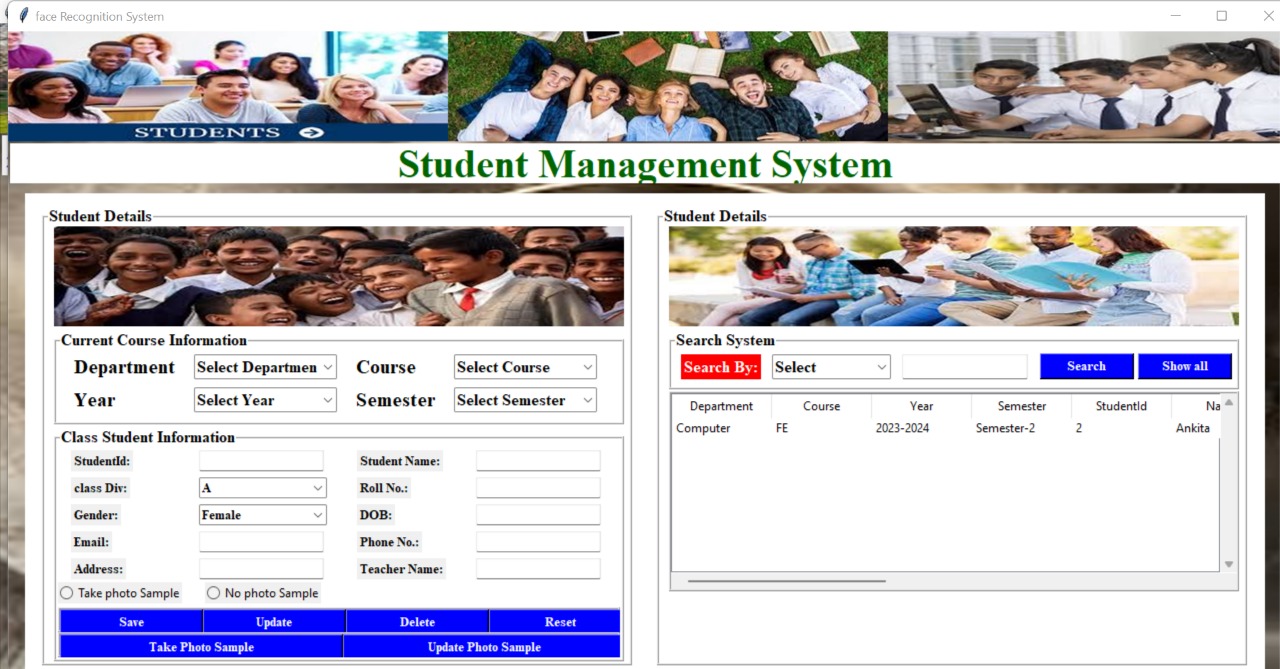 face Recognition System
STUDENTS
Student Management System
Student Details
Current Course Information
Department Select Departmen Course Select Course
Year Select Year Semester Select Semester
Class Student Information
StudentId: Student Name:
class Div: A Roll No.:
Gender: Female DOB:
Email: Phone No.:
Address: Teacher Name:
Take photo Sample No photo Sample
Save Update Delete Reset
Take Photo Sample Update Photo Sample
Student Details
Search System
Search By: Select Search Show all
Department Course Year Semester StudentId Na
Computer FE 2023-2024 Semester-2 2 Ankita